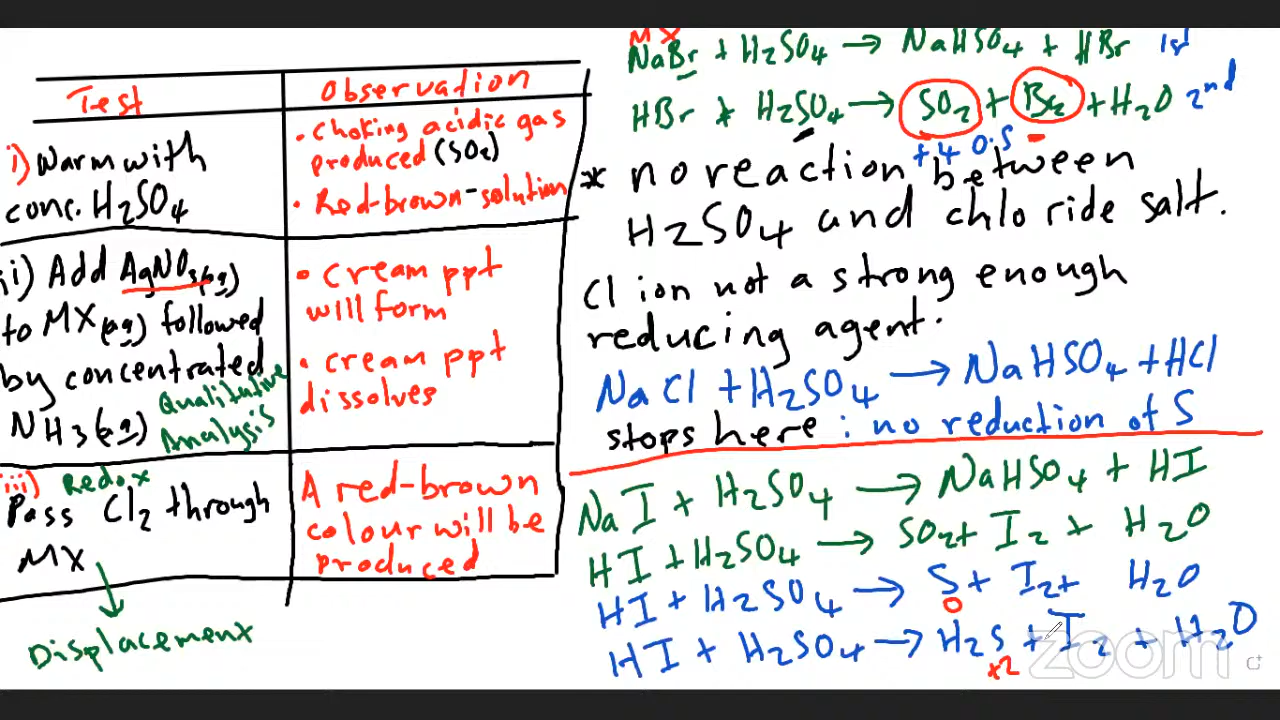 Test
Observation
i) Warm with
conc. H2SO4
• Choking acidic gas
produced (SO2)
• Red-brown-solution
ii) Add AgNO3(aq)
to MX(aq) followed
by concentrated
NH3(aq)
Qualitative
Analysis
• cream ppt
will form
• cream ppt
dissolves
iii) Redox
Pass Cl2 through
MX
A red-brown
colour will be
produced
Displacement
MX
NaBr + H2SO4 → NaHSO4 + HBr 1st
HBr + H2SO4 → SO2 + Br2 + H2O 2nd
+4 O.S
* no reaction between
H2SO4 and chloride salt.
Cl ion not a strong enough
reducing agent.
NaCl + H2SO4 → NaHSO4 + HCl
stops here : no reduction of S
NaI + H2SO4 → NaHSO4 + HI
HI + H2SO4 → SO2 + I2 + H2O
HI + H2SO4 → S + I2 + H2O
0
HI + H2SO4 → H2S + I2 + H2O
zoom